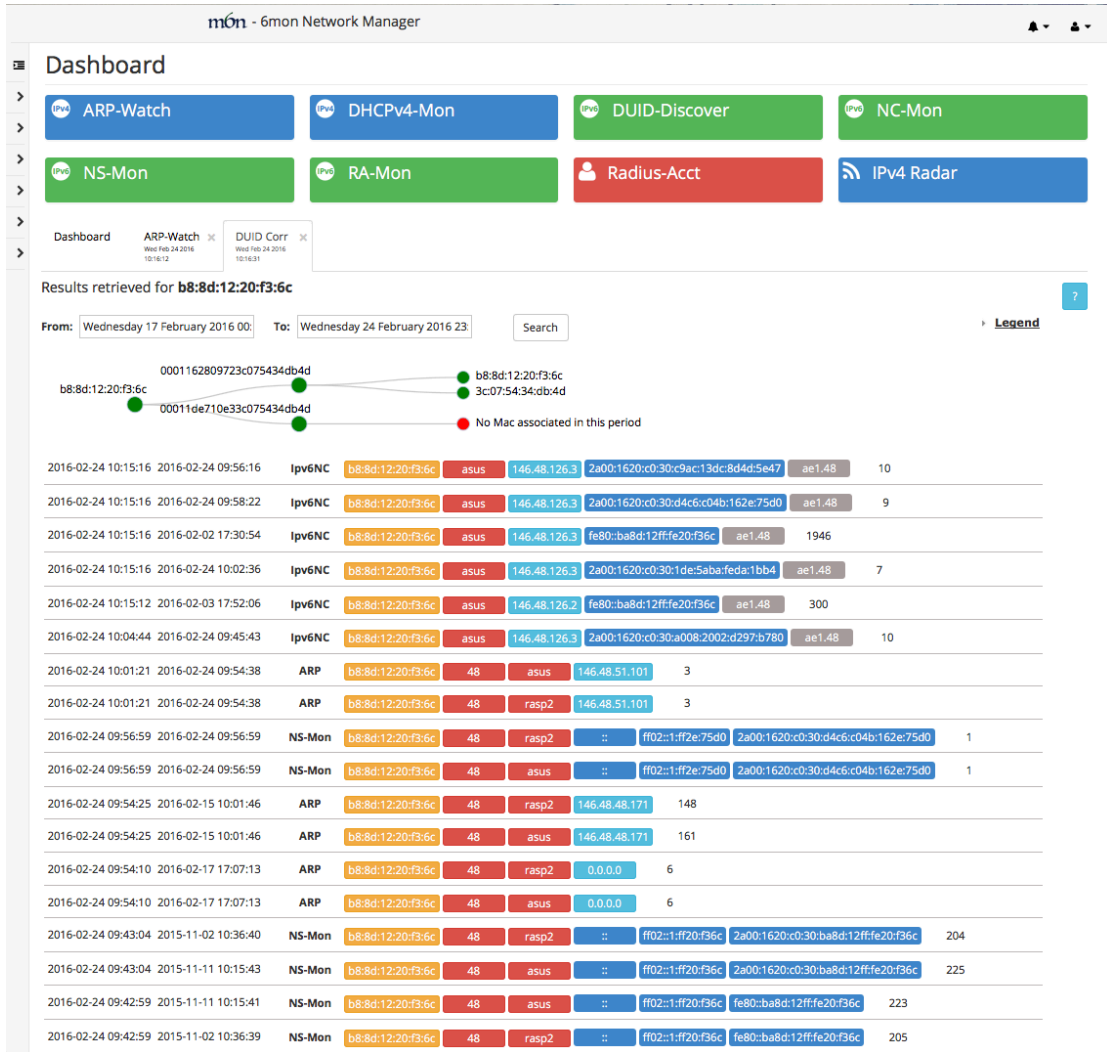 m6n - 6mon Network Manager
Dashboard
IPv4 ARP-Watch IPv4 DHCPv4-Mon IPv6 DUID-Discover IPv6 NC-Mon
IPv6 NS-Mon IPv6 RA-Mon Radius-Acct IPv4 Radar
Dashboard ARP-Watch × DUID Corr ×
Wed Feb 24 2016 Wed Feb 24 2016
10:16:12 10:16:31
Results retrieved for b8:8d:12:20:f3:6c
?
From: Wednesday 17 February 2016 00: To: Wednesday 24 February 2016 23: Search Legend
0001162809723c075434db4d
b8:8d:12:20:f3:6c
b8:8d:12:20:f3:6c
3c:07:54:34:db:4d
00011de710e33c075434db4d
No Mac associated in this period
2016-02-24 10:15:16 2016-02-24 09:56:16 Ipv6NC b8:8d:12:20:f3:6c asus 146.48.126.3 2a00:1620:c0:30:c9ac:13dc:8d4d:5e47 ae1.48 10
2016-02-24 10:15:16 2016-02-24 09:58:22 Ipv6NC b8:8d:12:20:f3:6c asus 146.48.126.3 2a00:1620:c0:30:d4c6:c04b:162e:75d0 ae1.48 9
2016-02-24 10:15:16 2016-02-02 17:30:54 Ipv6NC b8:8d:12:20:f3:6c asus 146.48.126.3 fe80::ba8d:12ff:fe20:f36c ae1.48 1946
2016-02-24 10:15:16 2016-02-24 10:02:36 Ipv6NC b8:8d:12:20:f3:6c asus 146.48.126.3 2a00:1620:c0:30:1de:5aba:feda:1bb4 ae1.48 7
2016-02-24 10:15:12 2016-02-03 17:52:06 Ipv6NC b8:8d:12:20:f3:6c asus 146.48.126.2 fe80::ba8d:12ff:fe20:f36c ae1.48 300
2016-02-24 10:04:44 2016-02-24 09:45:43 Ipv6NC b8:8d:12:20:f3:6c asus 146.48.126.3 2a00:1620:c0:30:a008:2002:d297:b780 ae1.48 10
2016-02-24 10:01:21 2016-02-24 09:54:38 ARP b8:8d:12:20:f3:6c 48 asus 146.48.51.101 3
2016-02-24 10:01:21 2016-02-24 09:54:38 ARP b8:8d:12:20:f3:6c 48 rasp2 146.48.51.101 3
2016-02-24 09:56:59 2016-02-24 09:56:59 NS-Mon b8:8d:12:20:f3:6c 48 rasp2 :: ff02::1:ff2e:75d0 2a00:1620:c0:30:d4c6:c04b:162e:75d0 1
2016-02-24 09:56:59 2016-02-24 09:56:59 NS-Mon b8:8d:12:20:f3:6c 48 asus :: ff02::1:ff2e:75d0 2a00:1620:c0:30:d4c6:c04b:162e:75d0 1
2016-02-24 09:54:25 2016-02-15 10:01:46 ARP b8:8d:12:20:f3:6c 48 rasp2 146.48.48.171 148
2016-02-24 09:54:25 2016-02-15 10:01:46 ARP b8:8d:12:20:f3:6c 48 asus 146.48.48.171 161
2016-02-24 09:54:10 2016-02-17 17:07:13 ARP b8:8d:12:20:f3:6c 48 rasp2 0.0.0.0 6
2016-02-24 09:54:10 2016-02-17 17:07:13 ARP b8:8d:12:20:f3:6c 48 asus 0.0.0.0 6
2016-02-24 09:43:04 2015-11-02 10:36:40 NS-Mon b8:8d:12:20:f3:6c 48 rasp2 :: ff02::1:ff20:f36c 2a00:1620:c0:30:ba8d:12ff:fe20:f36c 204
2016-02-24 09:43:04 2015-11-11 10:15:43 NS-Mon b8:8d:12:20:f3:6c 48 asus :: ff02::1:ff20:f36c 2a00:1620:c0:30:ba8d:12ff:fe20:f36c 225
2016-02-24 09:42:59 2015-11-11 10:15:41 NS-Mon b8:8d:12:20:f3:6c 48 asus :: ff02::1:ff20:f36c fe80::ba8d:12ff:fe20:f36c 223
2016-02-24 09:42:59 2015-11-02 10:36:39 NS-Mon b8:8d:12:20:f3:6c 48 rasp2 :: ff02::1:ff20:f36c fe80::ba8d:12ff:fe20:f36c 205